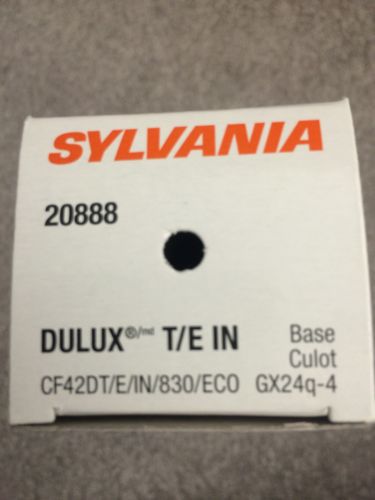 SYLVANIA
20888
DULUX®/md T/E IN
Base
Culot
CF42DT/E/IN/830/ECO GX24q-4